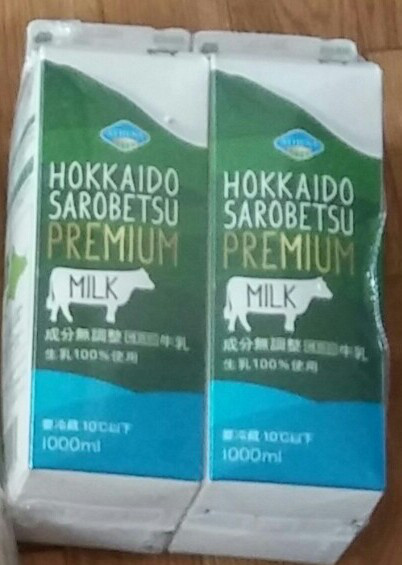 HOKKAIDO
SAROBETSU
PREMIUM
MILK
成分無調整 牛乳
生乳100%使用
要冷蔵 10℃以下
1000ml
HOKKAIDO
SAROBETSU
PREMIUM
MILK
成分無調整 牛乳
生乳100%使用
要冷蔵 10℃以下
1000ml